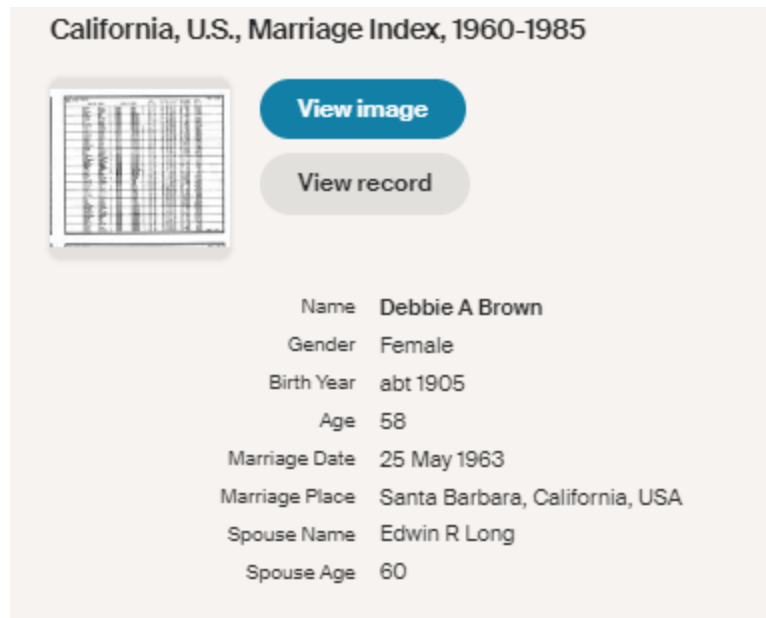 California, U.S., Marriage Index, 1960-1985
View image
View record
Name Debbie A Brown
Gender Female
Birth Year abt 1905
Age 58
Marriage Date 25 May 1963
Marriage Place Santa Barbara, California, USA
Spouse Name Edwin R Long
Spouse Age 60